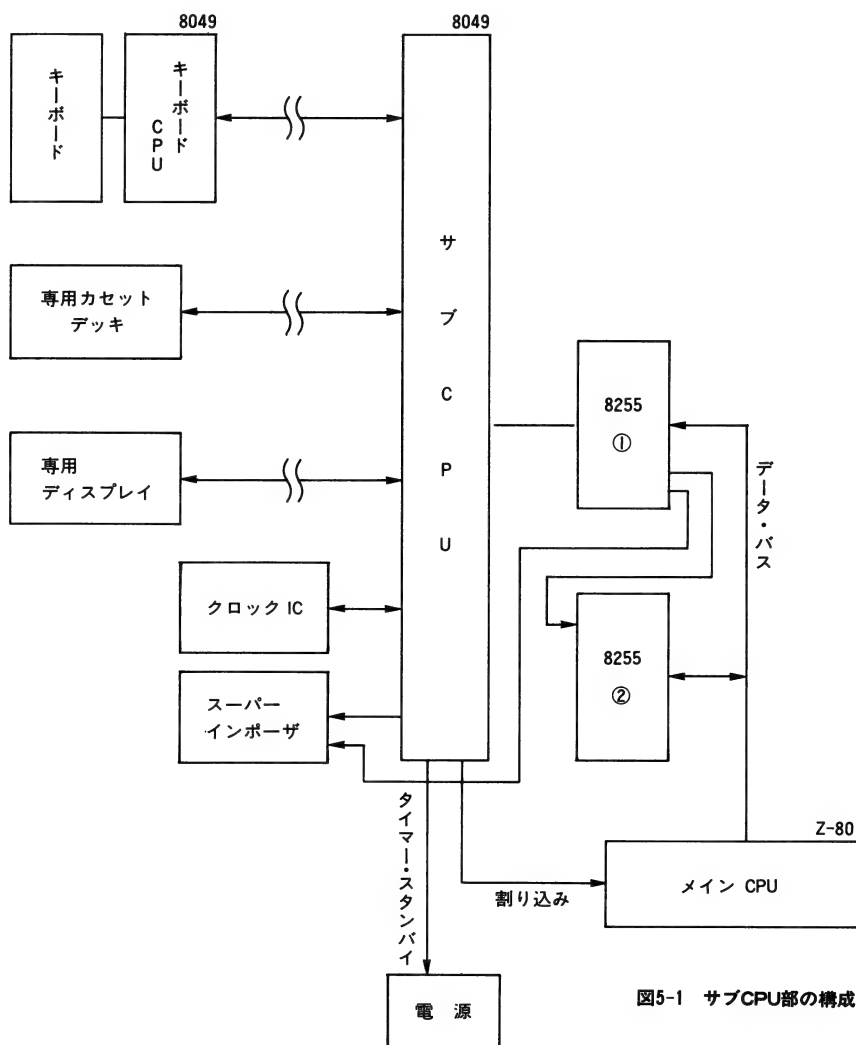 8049
8049
キーボード
キーボード
CPU
サブCPU
専用カセット
デッキ
8255
①
専用
ディスプレイ
データ・バス
クロックIC
8255
②
スーパー
インポーザ
タイマー・スタンバイ
Z-80
メイン CPU
割り込み
電 源
図5-1 サブCPU部の構成